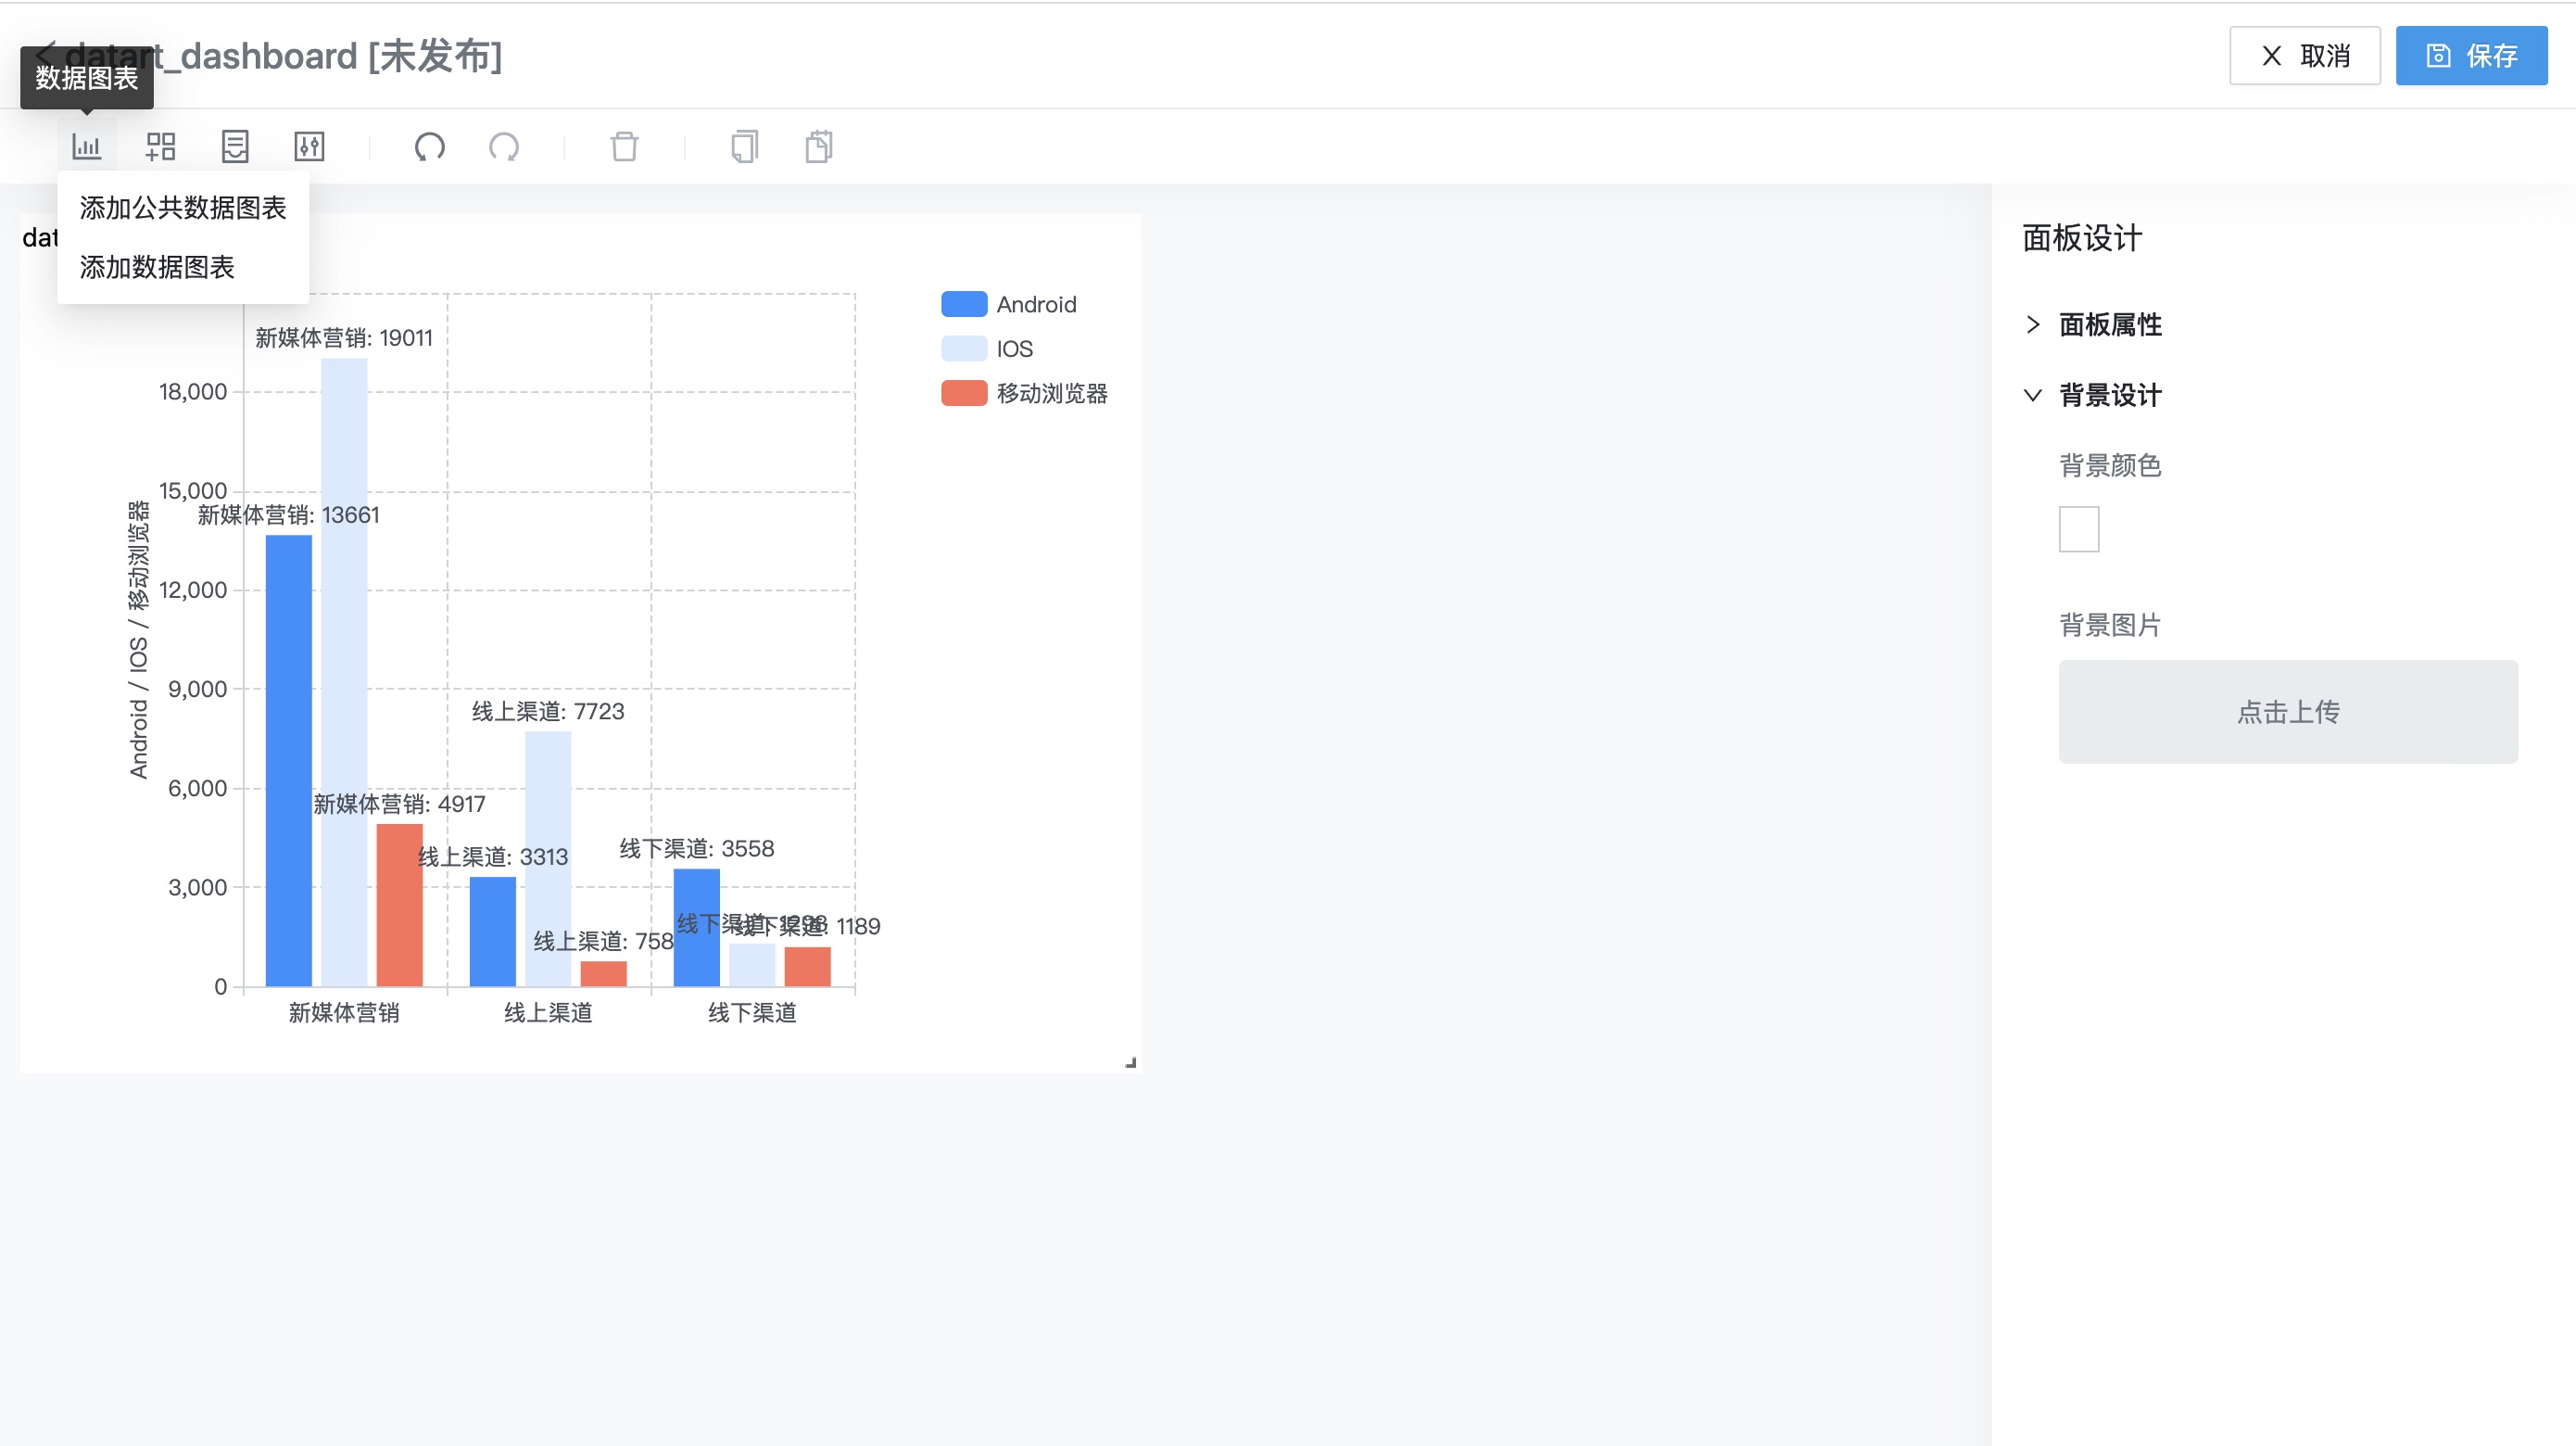 datart_dashboard [未发布]
数据图表
取消
保存
添加公共数据图表
添加数据图表
dat
面板设计
面板属性
背景设计
背景颜色
背景图片
点击上传
Android
IOS
移动浏览器
Android / IOS / 移动浏览器
18,000
15,000
12,000
9,000
6,000
3,000
0
新媒体营销: 19011
新媒体营销: 13661
新媒体营销: 4917
线上渠道: 7723
线上渠道: 3313
线上渠道: 758
线下渠道: 3558
线下渠道: 1189
新媒体营销
线上渠道
线下渠道